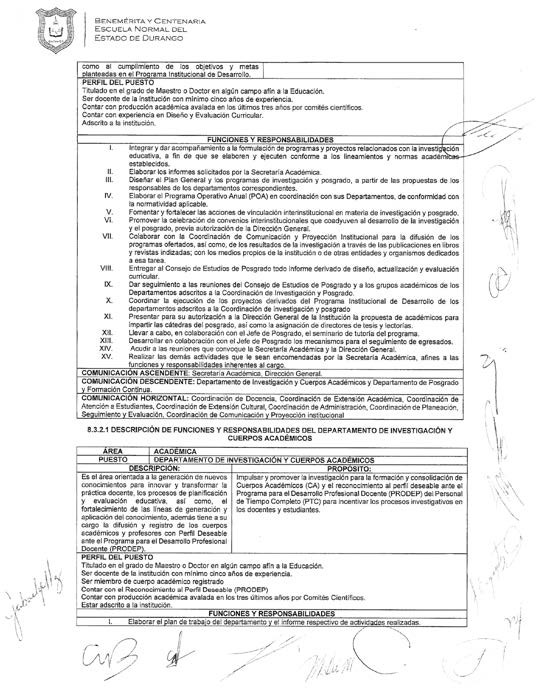 BENEMÉRITA Y CENTENARIA
ESCUELA NORMAL DEL
ESTADO DE DURANGO
como al cumplimiento de los objetivos y metas
planteadas en el Programa Institucional de Desarrollo.
PERFIL DEL PUESTO
Titulado en el grado de Maestro o Doctor en algún campo afín a la Educación.
Ser docente de la institución con mínimo cinco años de experiencia.
Contar con producción académica avalada en los últimos tres años por comités científicos.
Contar con experiencia en Diseño y Evaluación Curricular.
Adscrito a la institución.
FUNCIONES Y RESPONSABILIDADES
I. Integrar y dar acompañamiento a la formulación de programas y proyectos relacionados con la investigación
educativa, a fin de que se elaboren y ejecuten conforme a los lineamientos y normas académicas
establecidos.
II. Elaborar los informes solicitados por la Secretaría Académica.
III. Diseñar el Plan General y los programas de investigación y posgrado, a partir de las propuestas de los
responsables de los departamentos correspondientes.
IV. Elaborar el Programa Operativo Anual (POA) en coordinación con sus Departamentos, de conformidad con
la normatividad aplicable.
V. Fomentar y fortalecer las acciones de vinculación interinstitucional en materia de investigación y posgrado.
VI. Promover la celebración de convenios interinstitucionales que coadyuven al desarrollo de la investigación
y el posgrado, previa autorización de la Dirección General.
VII. Colaborar con la Coordinación de Comunicación y Proyección Institucional para la difusión de los
programas ofertados, así como, de los resultados de la investigación a través de las publicaciones en libros
y revistas indizadas; con los medios propios de la institución o de otras entidades y organismos dedicados
a esa tarea.
VIII. Entregar al Consejo de Estudios de Posgrado todo informe derivado de diseño, actualización y evaluación
curricular.
IX. Dar seguimiento a las reuniones del Consejo de Estudios de Posgrado y a los grupos académicos de los
Departamentos adscritos a la Coordinación de Investigación y Posgrado.
X. Coordinar la ejecución de los proyectos derivados del Programa Institucional de Desarrollo de los
departamentos adscritos a la Coordinación de investigación y posgrado
XI. Presentar para su autorización a la Dirección General de la Institución la propuesta de académicos para
impartir las cátedras del posgrado, así como la asignación de directores de tesis y lectorías.
XII. Llevar a cabo, en colaboración con el Jefe de Posgrado, el seminario de tutoría del programa.
XIII. Desarrollar en colaboración con el Jefe de Posgrado los mecanismos para el seguimiento de egresados.
XIV. Acudir a las reuniones que convoque la Secretaría Académica y la Dirección General.
XV. Realizar las demás actividades que le sean encomendadas por la Secretaría Académica, afines a las
funciones y responsabilidades inherentes al cargo.
COMUNICACIÓN ASCENDENTE: Secretaría Académica, Dirección General.
COMUNICACIÓN DESCENDENTE: Departamento de Investigación y Cuerpos Académicos y Departamento de Posgrado
y Formación Continua.
COMUNICACIÓN HORIZONTAL: Coordinación de Docencia, Coordinación de Extensión Académica, Coordinación de
Atención a Estudiantes, Coordinación de Extensión Cultural, Coordinación de Administración, Coordinación de Planeación,
Seguimiento y Evaluación, Coordinación de Comunicación y Proyección institucional
8.3.2.1 DESCRIPCIÓN DE FUNCIONES Y RESPONSABILIDADES DEL DEPARTAMENTO DE INVESTIGACIÓN Y
CUERPOS ACADÉMICOS
ÁREA ACADÉMICA
PUESTO DEPARTAMENTO DE INVESTIGACIÓN Y CUERPOS ACADÉMICOS
DESCRIPCIÓN: PROPÓSITO:
Es el área orientada a la generación de nuevos
conocimientos para innovar y transformar la
práctica docente, los procesos de planificación
y evaluación educativa, así como, el
fortalecimiento de las líneas de generación y
aplicación del conocimiento, además tiene a su
cargo la difusión y registro de los cuerpos
académicos y profesores con Perfil Deseable
ante el Programa para el Desarrollo Profesional
Docente (PRODEP).
Impulsar y promover la investigación para la formación y consolidación de
Cuerpos Académicos (CA) y el reconocimiento al perfil deseable ante el
Programa para el Desarrollo Profesional Docente (PRODEP) del Personal
de Tiempo Completo (PTC) para incentivar los procesos investigativos en
los docentes y estudiantes.
PERFIL DEL PUESTO
Titulado en el grado de Maestro o Doctor en algún campo afín a la Educación.
Ser docente de la institución con mínimo cinco años de experiencia.
Ser miembro de cuerpo académico registrado
Contar con el Reconocimiento al Perfil Deseable (PRODEP)
Contar con producción académica avalada en los tres últimos años por Comités Científicos.
Estar adscrito a la institución.
FUNCIONES Y RESPONSABILIDADES
I. Elaborar el plan de trabajo del departamento y el informe respectivo de actividades realizadas.